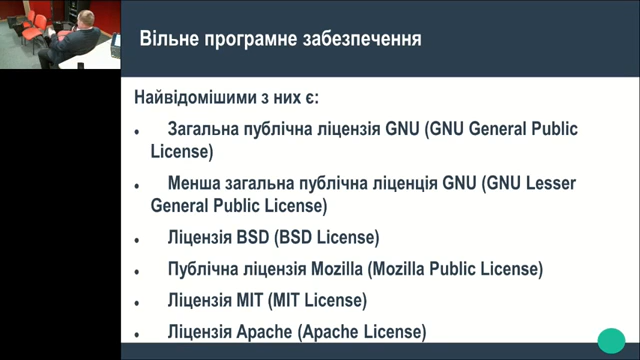 Вільне програмне забезпечення
Найвідомішими з них є:
• Загальна публічна ліцензія GNU (GNU General Public
License)
• Менша загальна публічна ліценція GNU (GNU Lesser
General Public License)
• Ліцензія BSD (BSD License)
• Публічна ліцензія Mozilla (Mozilla Public License)
• Ліцензія MIT (MIT License)
• Ліцензія Apache (Apache License)